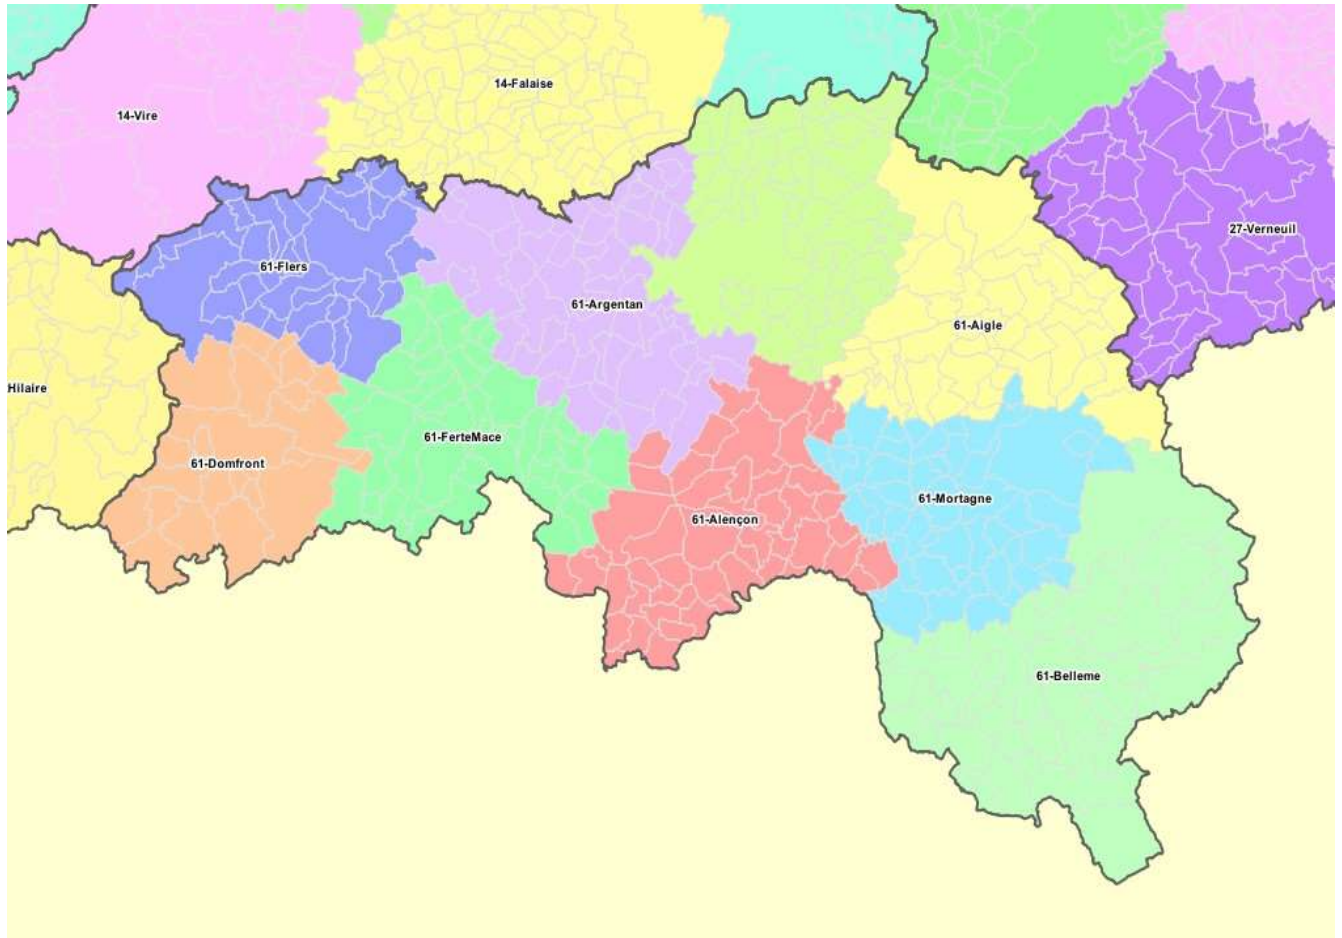 14-Falaise
14-Vire
27-Verneuil
61-Flers
61-Argentan
61-Aigle
Hilaire
61-FerteMace
61-Domfront
61-Mortagne
61-Alençon
61-Belleme